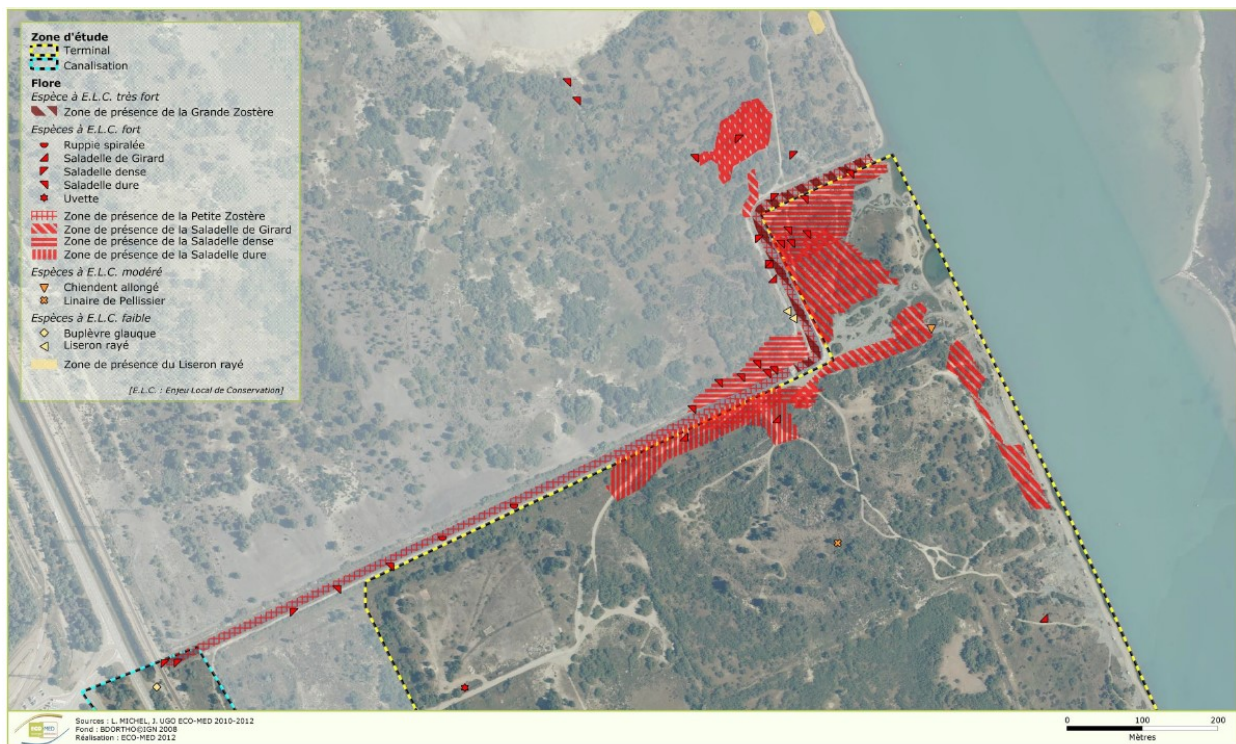 Zone d'étude
Terminal
Canalisation
Flore
Espèce à E.L.C. très fort
Zone de présence de la Grande Zostère
Espèces à E.L.C. fort
Ruppie spiralée
Saladelle de Girard
Saladelle dense
Saladelle dure
Uvette
Zone de présence de la Petite Zostère
Zone de présence de la Saladelle de Girard
Zone de présence de la Saladelle dense
Zone de présence de la Saladelle dure
Espèces à E.L.C. modéré
Chiendent allongé
Linaire de Pellissier
Espèces à E.L.C. faible
Buplèvre glauque
Liseron rayé
Zone de présence du Liseron rayé
[E.L.C. : Enjeu Local de Conservation]
ECO-MED
Sources : L. MICHEL, J. UGO ECO-MED 2010-2012
Fond : BDORTHO©IGN 2008
Réalisation : ECO-MED 2012
0 100 200
Mètres